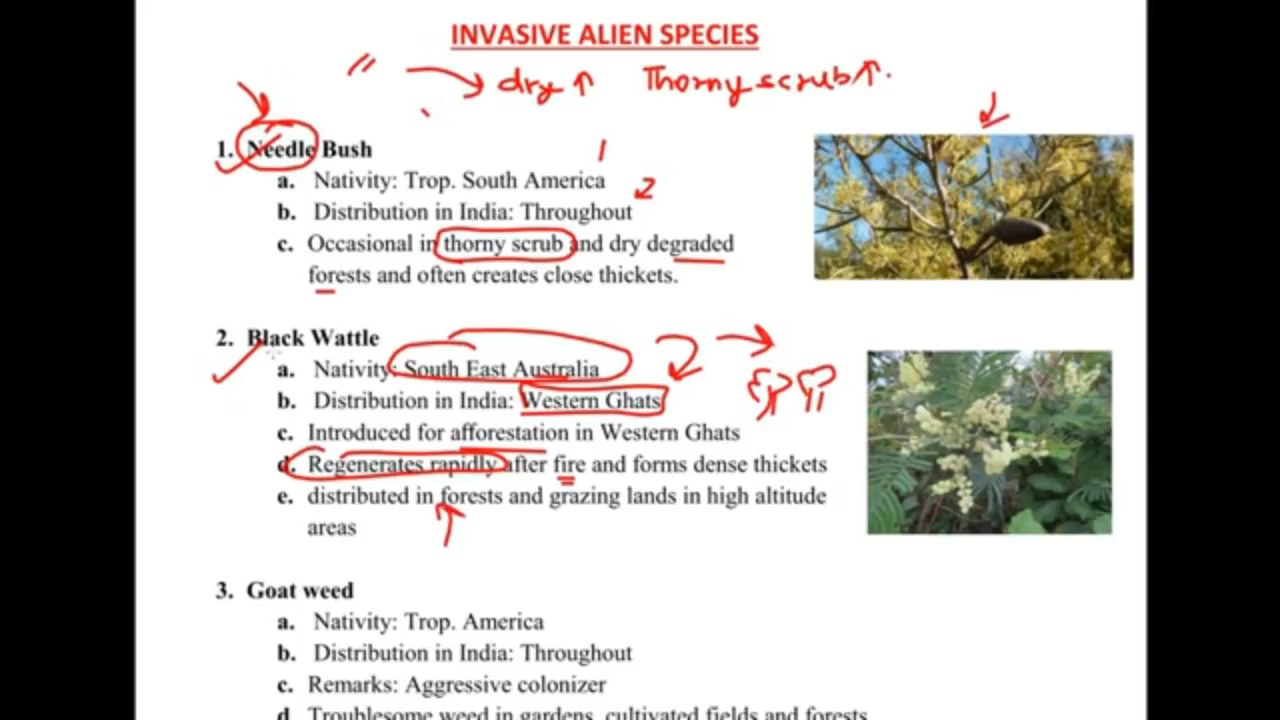 INVASIVE ALIEN SPECIES
dry ↑ Thorny scrub ↑.
1. Needle Bush
1
a. Nativity: Trop. South America
2
b. Distribution in India: Throughout
c. Occasional in thorny scrub and dry degraded
forests and often creates close thickets.
2. Black Wattle
a. Nativity: South East Australia
b. Distribution in India: Western Ghats
c. Introduced for afforestation in Western Ghats
d. Regenerates rapidly after fire and forms dense thickets
e. distributed in forests and grazing lands in high altitude
areas
3. Goat weed
a. Nativity: Trop. America
b. Distribution in India: Throughout
c. Remarks: Aggressive colonizer
d. Troublesome weed in gardens, cultivated fields and forests